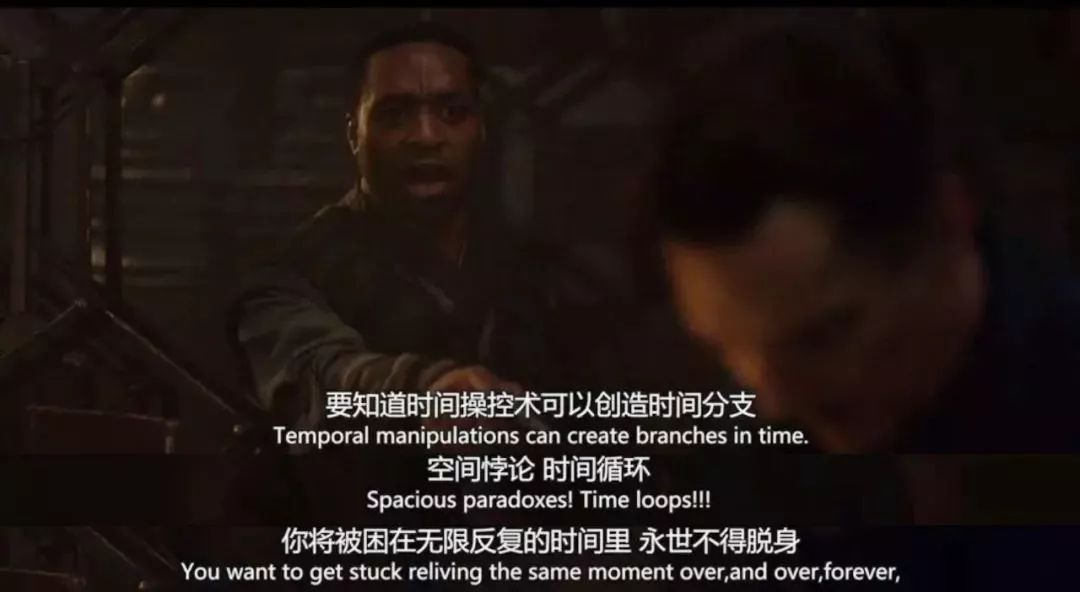 要知道时间操控术可以创造时间分支
Temporal manipulations can create branches in time.
空间悖论 时间循环
Spacious paradoxes! Time loops!!!
你将被困在无限反复的时间里 永世不得脱身
You want to get stuck reliving the same moment over,and over,forever,